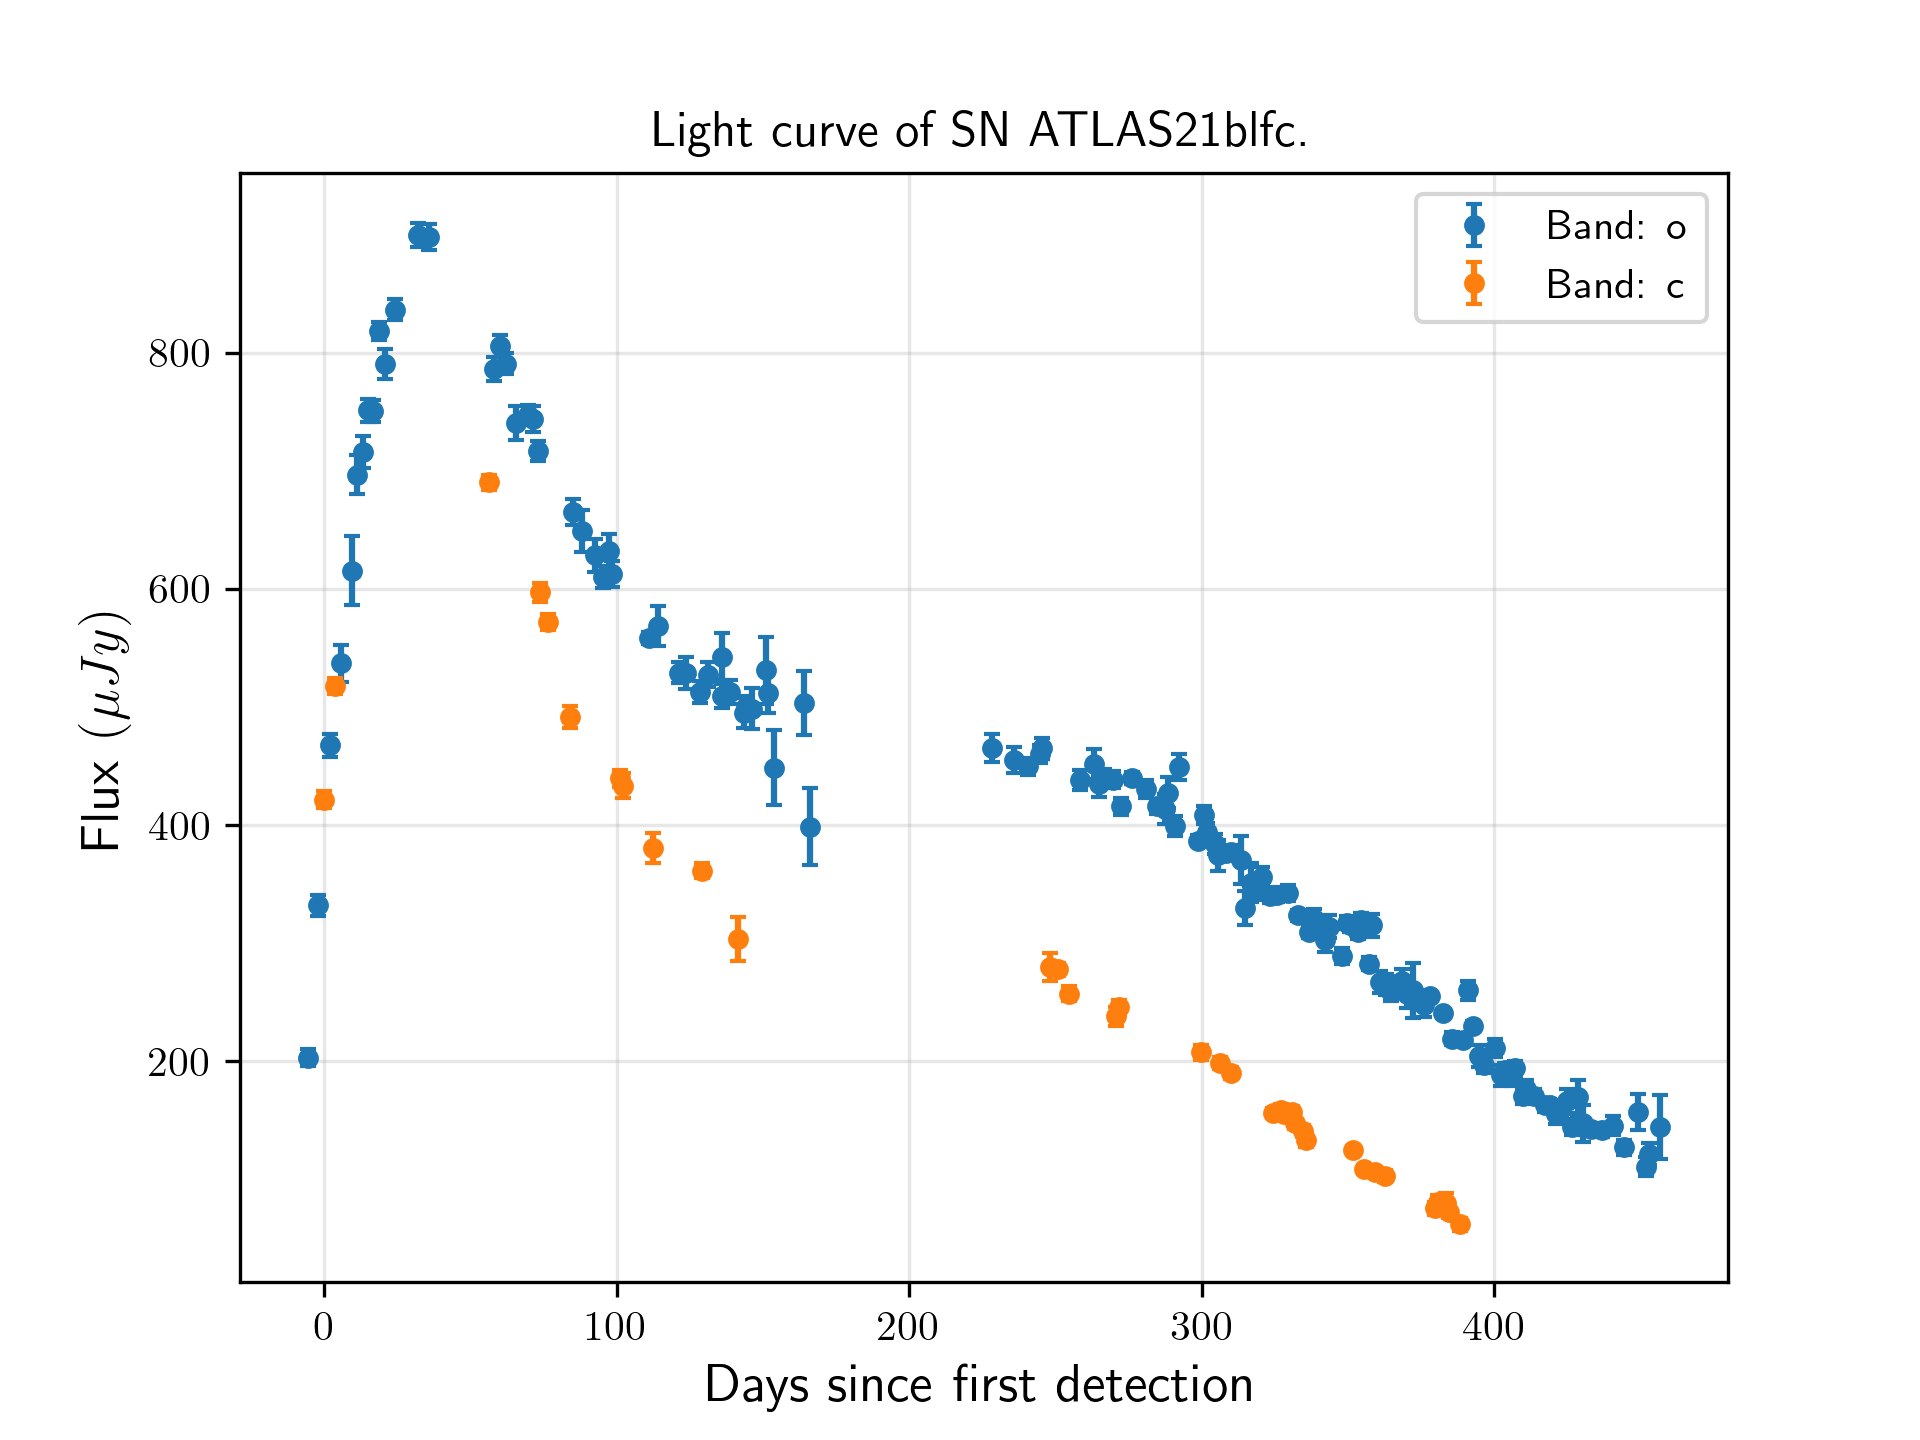 Light curve of SN ATLAS21blfc.
Band: o
Band: c
Flux (μJy)
800
600
400
200
0 100 200 300 400
Days since first detection